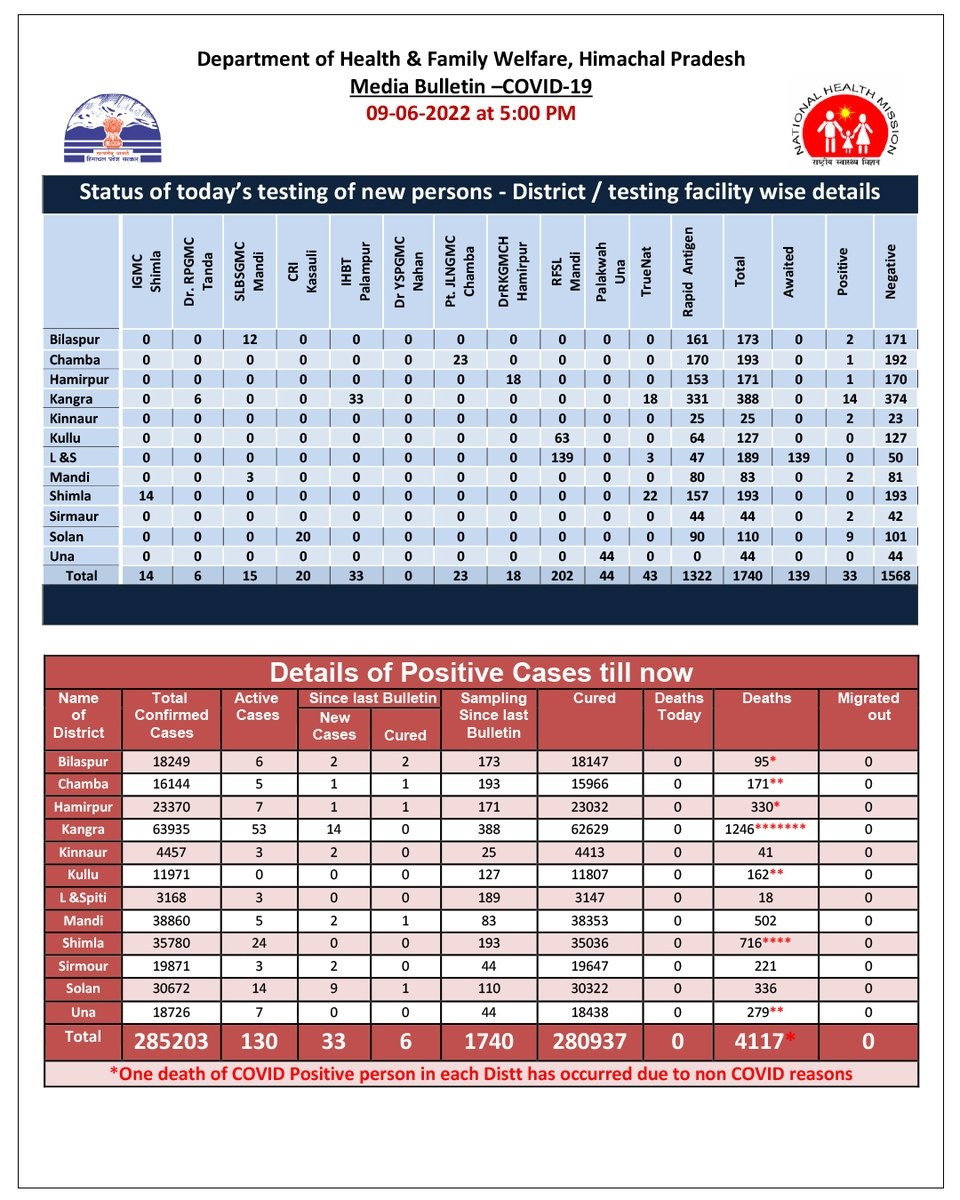 Department of Health & Family Welfare, Himachal Pradesh
Media Bulletin –COVID-19
09-06-2022 at 5:00 PM
हिमाचल प्रदेश सरकार
NATIONAL HEALTH MISSION
राष्ट्रीय स्वास्थ्य मिशन
Status of today’s testing of new persons - District / testing facility wise details
IGMC Shimla Dr. RPGMC Tanda SLBSGMC Mandi CRI Kasauli IHBT Palampur Dr YSPGMC Nahan Pt. JLNGMC Chamba DrRKGMCH Hamirpur RFSL Mandi Palakwah Una TrueNat Rapid Antigen Total Awaited Positive Negative
Bilaspur 0 0 12 0 0 0 0 0 0 0 0 161 173 0 2 171
Chamba 0 0 0 0 0 0 23 0 0 0 0 170 193 0 1 192
Hamirpur 0 0 0 0 0 0 0 18 0 0 0 153 171 0 1 170
Kangra 0 6 0 0 33 0 0 0 0 0 18 331 388 0 14 374
Kinnaur 0 0 0 0 0 0 0 0 0 0 0 25 25 0 2 23
Kullu 0 0 0 0 0 0 0 0 63 0 0 64 127 0 0 127
L &S 0 0 0 0 0 0 0 0 139 0 3 47 189 139 0 50
Mandi 0 0 3 0 0 0 0 0 0 0 0 80 83 0 2 81
Shimla 14 0 0 0 0 0 0 0 0 0 22 157 193 0 0 193
Sirmaur 0 0 0 0 0 0 0 0 0 0 0 44 44 0 2 42
Solan 0 0 0 20 0 0 0 0 0 0 0 90 110 0 9 101
Una 0 0 0 0 0 0 0 0 0 44 0 0 44 0 0 44
Total 14 6 15 20 33 0 23 18 202 44 43 1322 1740 139 33 1568
Details of Positive Cases till now
Name of District Total Confirmed Cases Active Cases Since last Bulletin New Cases Cured Sampling Since last Bulletin Cured Deaths Today Deaths Migrated out
Bilaspur 18249 6 2 2 173 18147 0 95* 0
Chamba 16144 5 1 1 193 15966 0 171** 0
Hamirpur 23370 7 1 1 171 23032 0 330* 0
Kangra 63935 53 14 0 388 62629 0 1246******* 0
Kinnaur 4457 3 2 0 25 4413 0 41 0
Kullu 11971 0 0 0 127 11807 0 162** 0
L &Spiti 3168 3 0 0 189 3147 0 18 0
Mandi 38860 5 2 1 83 38353 0 502 0
Shimla 35780 24 0 0 193 35036 0 716**** 0
Sirmour 19871 3 2 0 44 19647 0 221 0
Solan 30672 14 9 1 110 30322 0 336 0
Una 18726 7 0 0 44 18438 0 279** 0
Total 285203 130 33 6 1740 280937 0 4117* 0
*One death of COVID Positive person in each Distt has occurred due to non COVID reasons